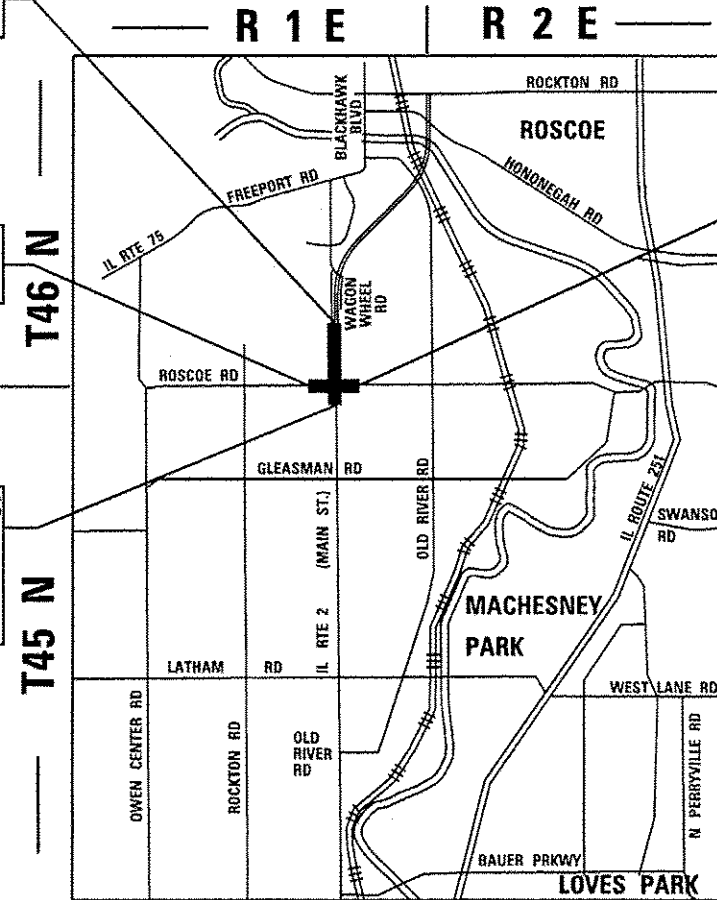 R 1 E
R 2 E
ROCKTON RD
BLACKHAWK
BLVD
ROSCOE
HONONEGAH RD
FREEPORT RD
IL RTE 75
T46 N
WAGON
WHEEL
RD
ROSCOE RD
GLEASMAN RD
IL RTE 2 (MAIN ST.)
OLD RIVER RD
IL ROUTE 251
SWANSO
RD
T45 N
MACHESNEY
PARK
LATHAM RD
WEST LANE RD
OWEN CENTER RD
ROCKTON RD
OLD
RIVER
RD
N PERRYVILLE RD
BAUER PRKWY
LOVES PARK